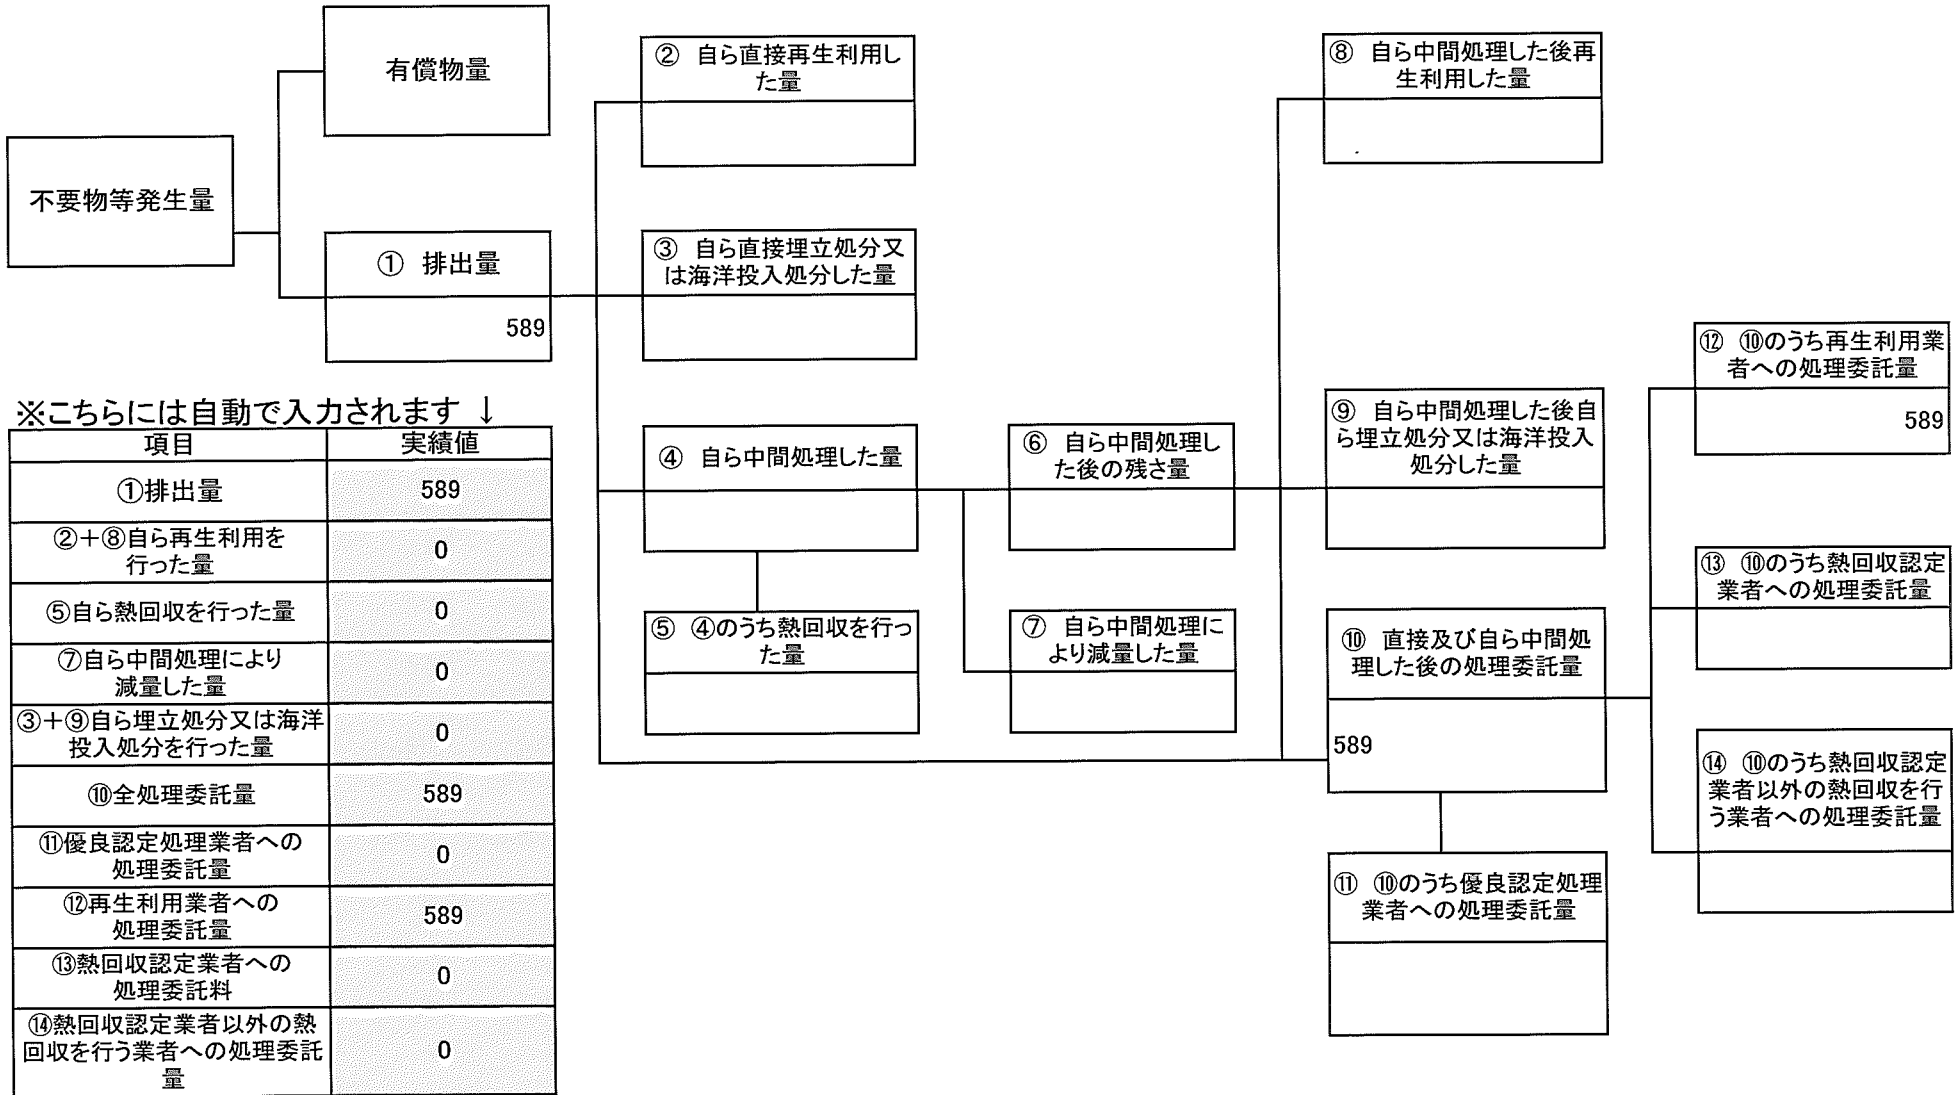 有償物量
不要物等発生量
① 排出量
589
② 自ら直接再生利用し
た量
③ 自ら直接埋立処分又
は海洋投入処分した量
④ 自ら中間処理した量
⑤ ④のうち熱回収を行っ
た量
⑥ 自ら中間処理し
た後の残さ量
⑦ 自ら中間処理に
より減量した量
⑧ 自ら中間処理した後再
生利用した量
⑨ 自ら中間処理した後自
ら埋立処分又は海洋投入
処分した量
⑩ 直接及び自ら中間処
理した後の処理委託量
589
⑪ ⑩のうち優良認定処理
業者への処理委託量
⑫ ⑩のうち再生利用業
者への処理委託量
589
⑬ ⑩のうち熱回収認定
業者への処理委託量
⑭ ⑩のうち熱回収認定
業者以外の熱回収を行
う業者への処理委託量
※こちらには自動で入力されます ↓
項目 実績値
①排出量 589
②+⑧自ら再生利用を
行った量 0
⑤自ら熱回収を行った量 0
⑦自ら中間処理により
減量した量 0
③+⑨自ら埋立処分又は海洋
投入処分を行った量 0
⑩全処理委託量 589
⑪優良認定処理業者への
処理委託量 0
⑫再生利用業者への
処理委託量 589
⑬熱回収認定業者への
処理委託料 0
⑭熱回収認定業者以外の熱
回収を行う業者への処理委託
量 0